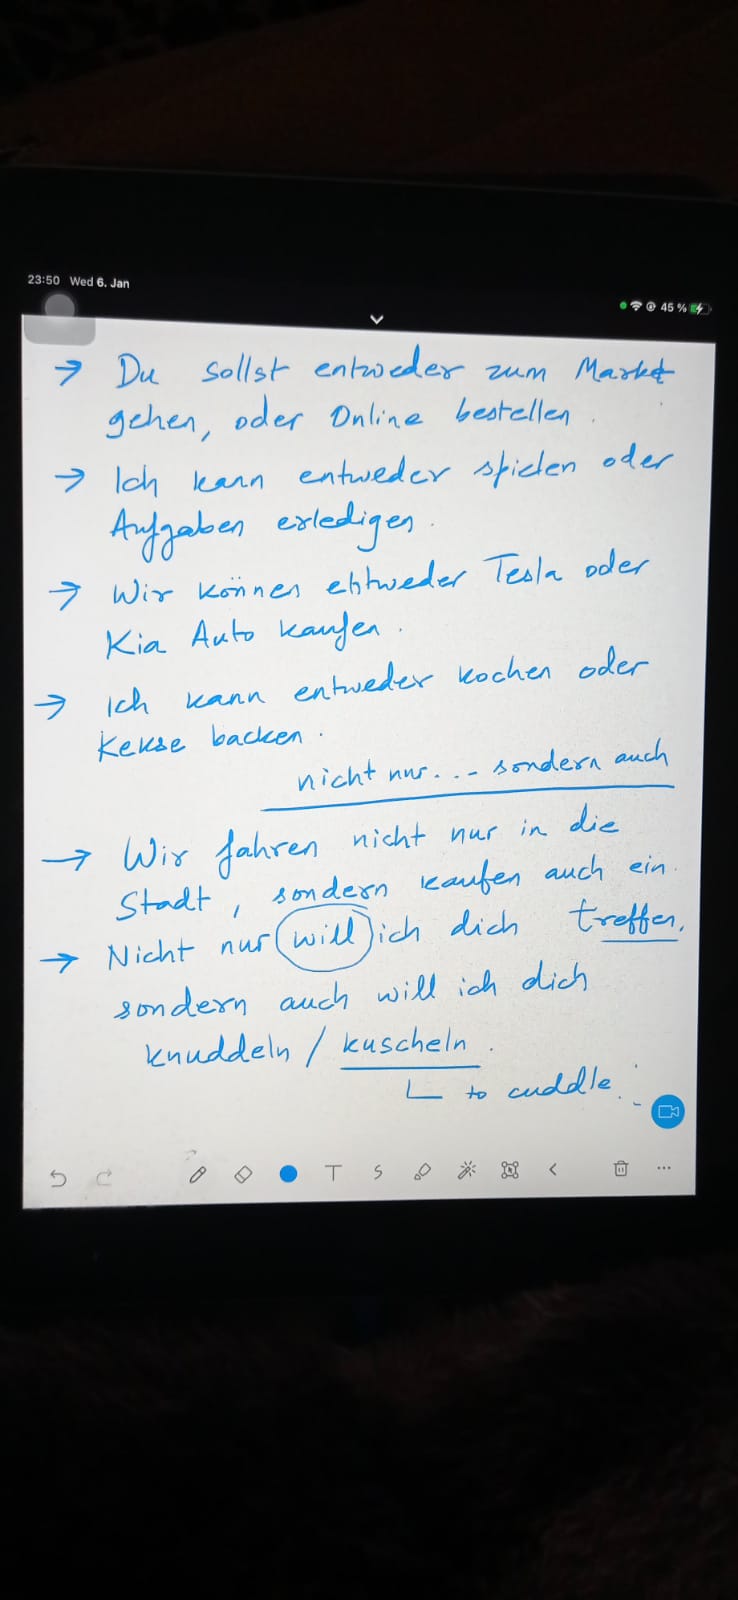 23:50 Wed 6. Jan
45 %
→ Du sollst entweder zum Markt
gehen, oder Online bestellen.
→ Ich kann entweder spielen oder
Aufgaben erledigen.
→ Wir können entweder Tesla oder
Kia Auto kaufen.
→ Ich kann entweder kochen oder
Kekse backen.
nicht nur... sondern auch
→ Wir fahren nicht nur in die
Stadt, sondern kaufen auch ein.
→ Nicht nur will ich dich treffen,
sondern auch will ich dich
knuddeln / kuscheln.
to cuddle.
T